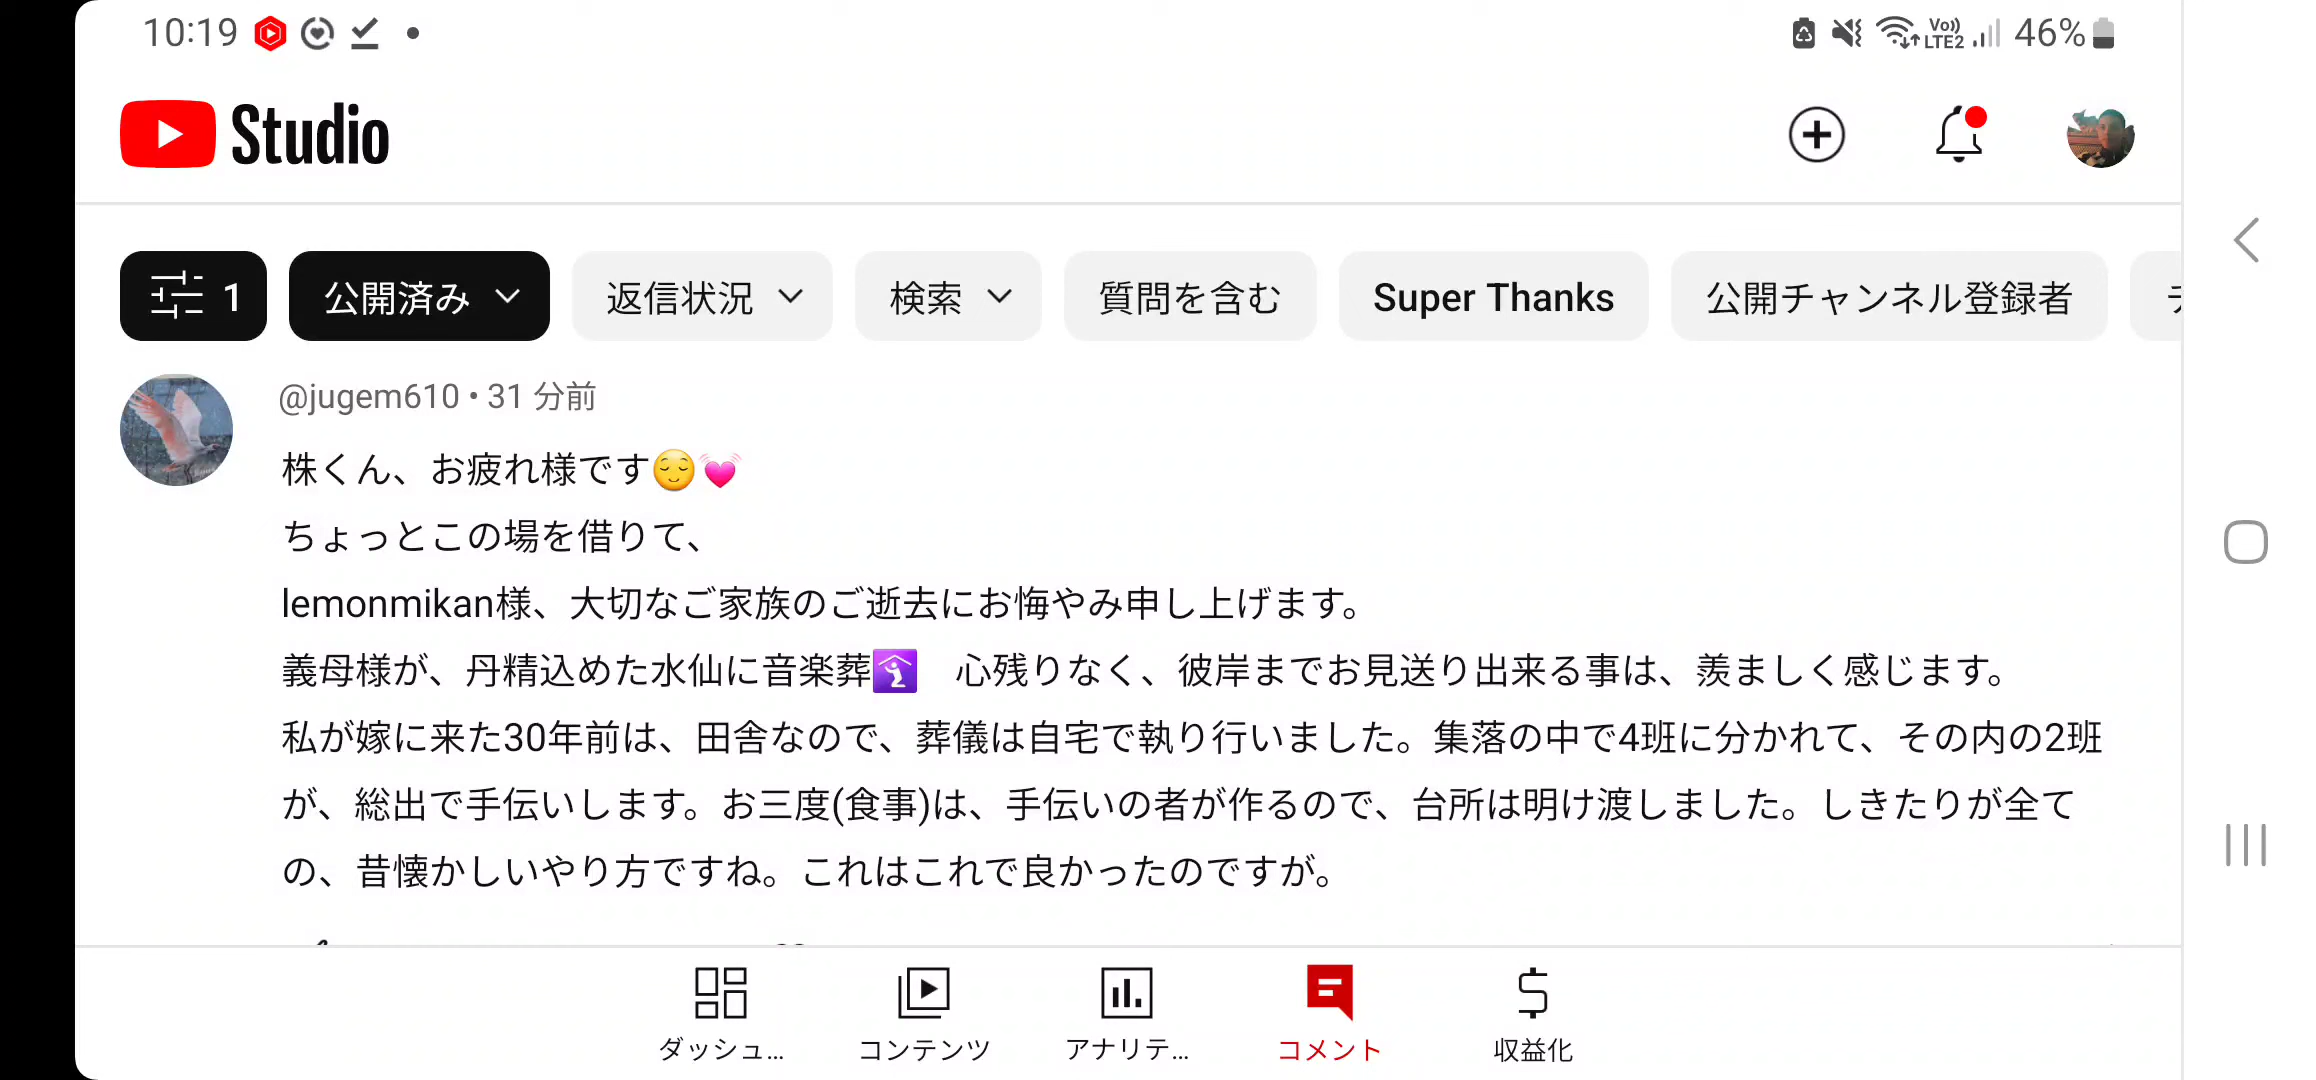 10:19 Vo)) LTE2 46%
Studio
1 公開済み 返信状況 検索 質問を含む Super Thanks 公開チャンネル登録者
@jugem610 • 31 分前
株くん、お疲れ様です😌💓
ちょっとこの場を借りて、
lemonmikan様、大切なご家族のご逝去にお悔やみ申し上げます。
義母様が、丹精込めた水仙に音楽葬🛐　心残りなく、彼岸までお見送り出来る事は、羨ましく感じます。
私が嫁に来た30年前は、田舎なので、葬儀は自宅で執り行いました。集落の中で4班に分かれて、その内の2班
が、総出で手伝いします。お三度(食事)は、手伝いの者が作るので、台所は明け渡しました。しきたりが全て
の、昔懐かしいやり方ですね。これはこれで良かったのですが。
ダッシュ... コンテンツ アナリテ... コメント 収益化